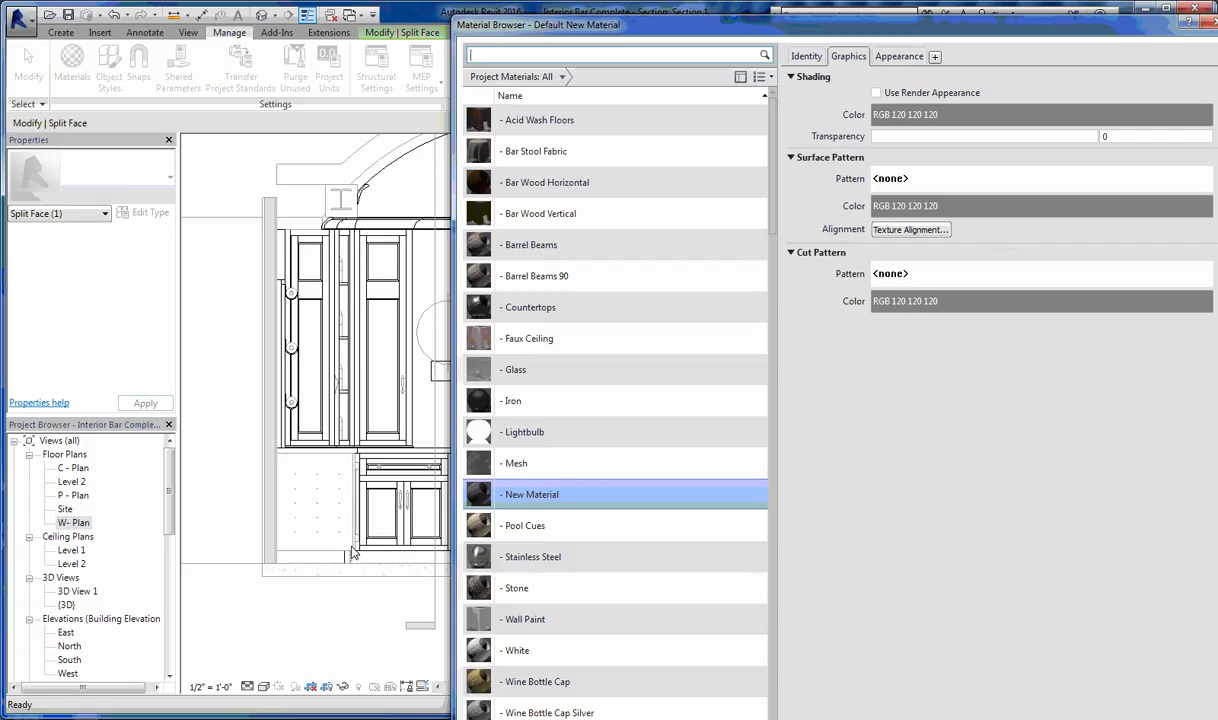 Autodesk Revit 2016 - Interior Bar Complete - Section: Section 1
Architecture Insert Annotate View Manage Add-Ins Extensions Modify | Split Face
Modify
Materials
Object Styles
Snaps
Shared Parameters
Transfer Project Standards
Purge Unused
Project Units
Structural Settings
MEP Settings
Select
Settings
Modify | Split Face
Properties
Split Face (1)
Edit Type
Properties help
Apply
Project Browser - Interior Bar Comple...
Views (all)
Floor Plans
C - Plan
Level 2
P - Plan
Site
W- Plan
Ceiling Plans
Level 1
Level 2
3D Views
3D View 1
{3D}
Elevations (Building Elevation
East
North
South
West
1/2" = 1'-0"
Ready
Material Browser - Default New Material
Project Materials: All
Name
- Acid Wash Floors
- Bar Stool Fabric
- Bar Wood Horizontal
- Bar Wood Vertical
- Barrel Beams
- Barrel Beams 90
- Countertops
- Faux Ceiling
- Glass
- Iron
- Lightbulb
- Mesh
- New Material
- Pool Cues
- Stainless Steel
- Stone
- Wall Paint
- White
- Wine Bottle Cap
- Wine Bottle Cap Silver
Identity Graphics Appearance
Shading
Use Render Appearance
Color RGB 120 120 120
Transparency 0
Surface Pattern
Pattern <none>
Color RGB 120 120 120
Alignment Texture Alignment...
Cut Pattern
Pattern <none>
Color RGB 120 120 120